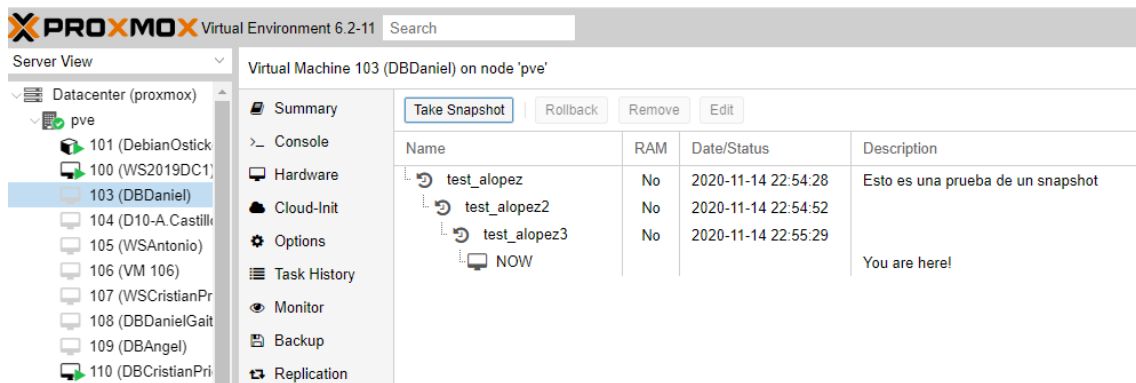 PROXMOX Virtual Environment 6.2-11 Search
Server View
Virtual Machine 103 (DBDaniel) on node 'pve'
Datacenter (proxmox)
pve
101 (DebianOstick
100 (WS2019DC1)
103 (DBDaniel)
104 (D10-A.Castill
105 (WSAntonio)
106 (VM 106)
107 (WSCristianPr
108 (DBDanielGait
109 (DBAngel)
110 (DBCristianPri
Summary
Console
Hardware
Cloud-Init
Options
Task History
Monitor
Backup
Replication
Take Snapshot Rollback Remove Edit
Name RAM Date/Status Description
test_alopez No 2020-11-14 22:54:28 Esto es una prueba de un snapshot
test_alopez2 No 2020-11-14 22:54:52
test_alopez3 No 2020-11-14 22:55:29
NOW You are here!